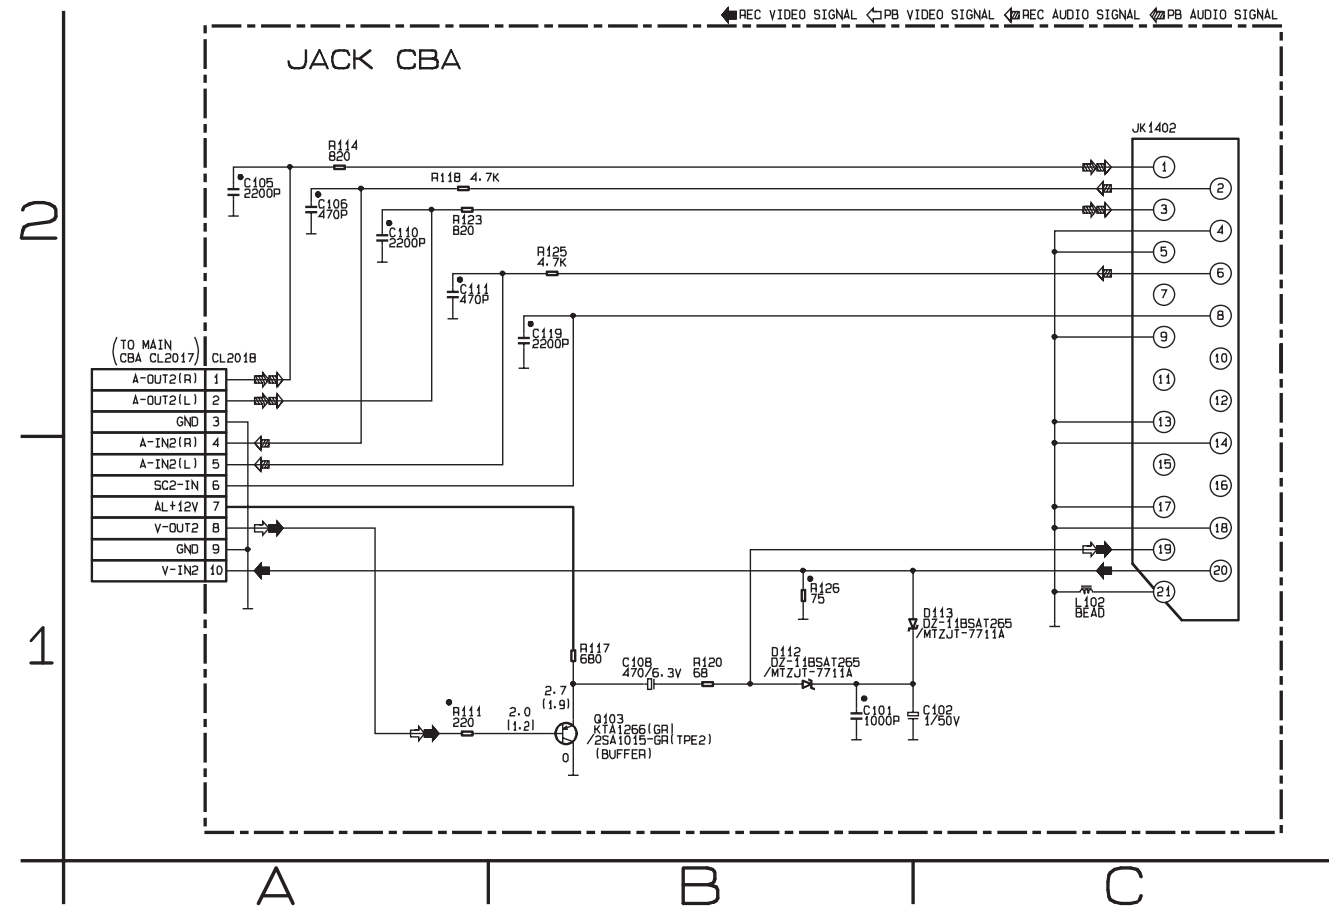 REC VIDEO SIGNAL PB VIDEO SIGNAL REC AUDIO SIGNAL PB AUDIO SIGNAL
JACK CBA
JK1402
R114
820
1
C105
2200P
R118 4.7K
2
C106
470P
3
R123
820
C110
2200P
4
2
R125
4.7K
5
6
C111
470P
7
8
C119
2200P
9
(TO MAIN
CBA CL2017)
CL2018
10
A-OUT2(R) 1
11
A-OUT2(L) 2
12
GND 3
13
A-IN2(R) 4
14
A-IN2(L) 5
15
SC2-IN 6
16
AL+12V 7
17
V-OUT2 8
18
GND 9
19
V-IN2 10
20
R126
75
21
L102
BEAD
D113
DZ-11BSAT265
/MTZJT-7711A
1
R117
680
C108
470/6.3V
R120
68
D112
DZ-11BSAT265
/MTZJT-7711A
2.7
(1.9)
R111
220
2.0
(1.2)
C101
1000P
C102
1/50V
Q103
KTA1266(GR)
/2SA1015-GR(TPE2)
(BUFFER)
0
A
B
C